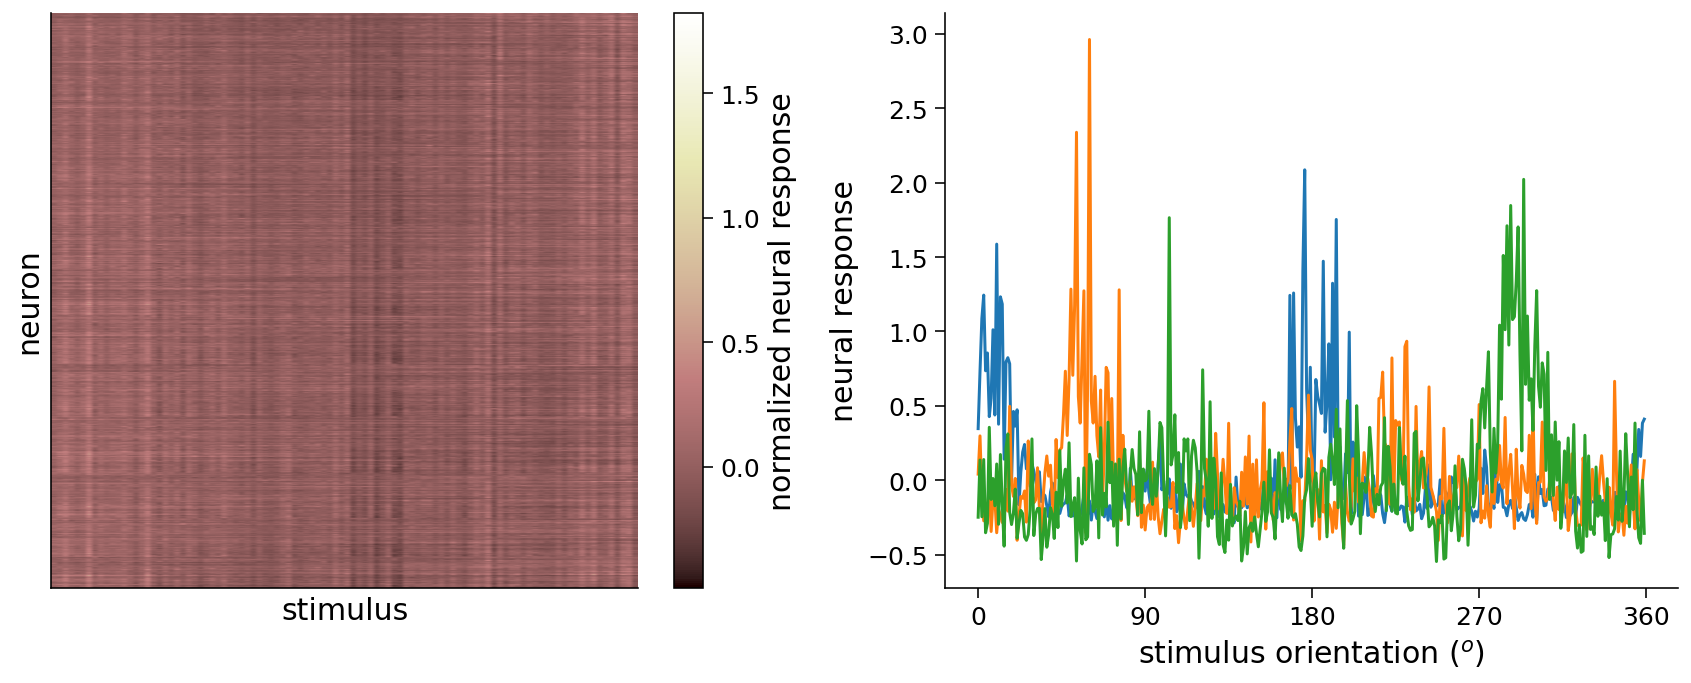 neuron
stimulus
1.5
1.0
0.5
0.0
normalized neural response
neural response
3.0
2.5
2.0
1.5
1.0
0.5
0.0
−0.5
0 90 180 270 360
stimulus orientation (o)